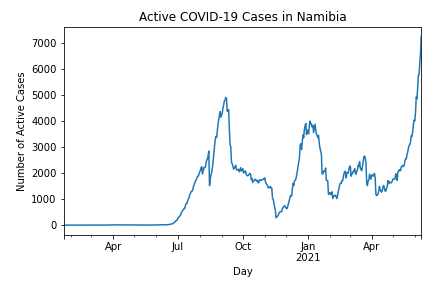 Active COVID-19 Cases in Namibia
7000
6000
5000
4000
3000
2000
1000
0
Number of Active Cases
Apr Jul Oct Jan Apr
2021
Day